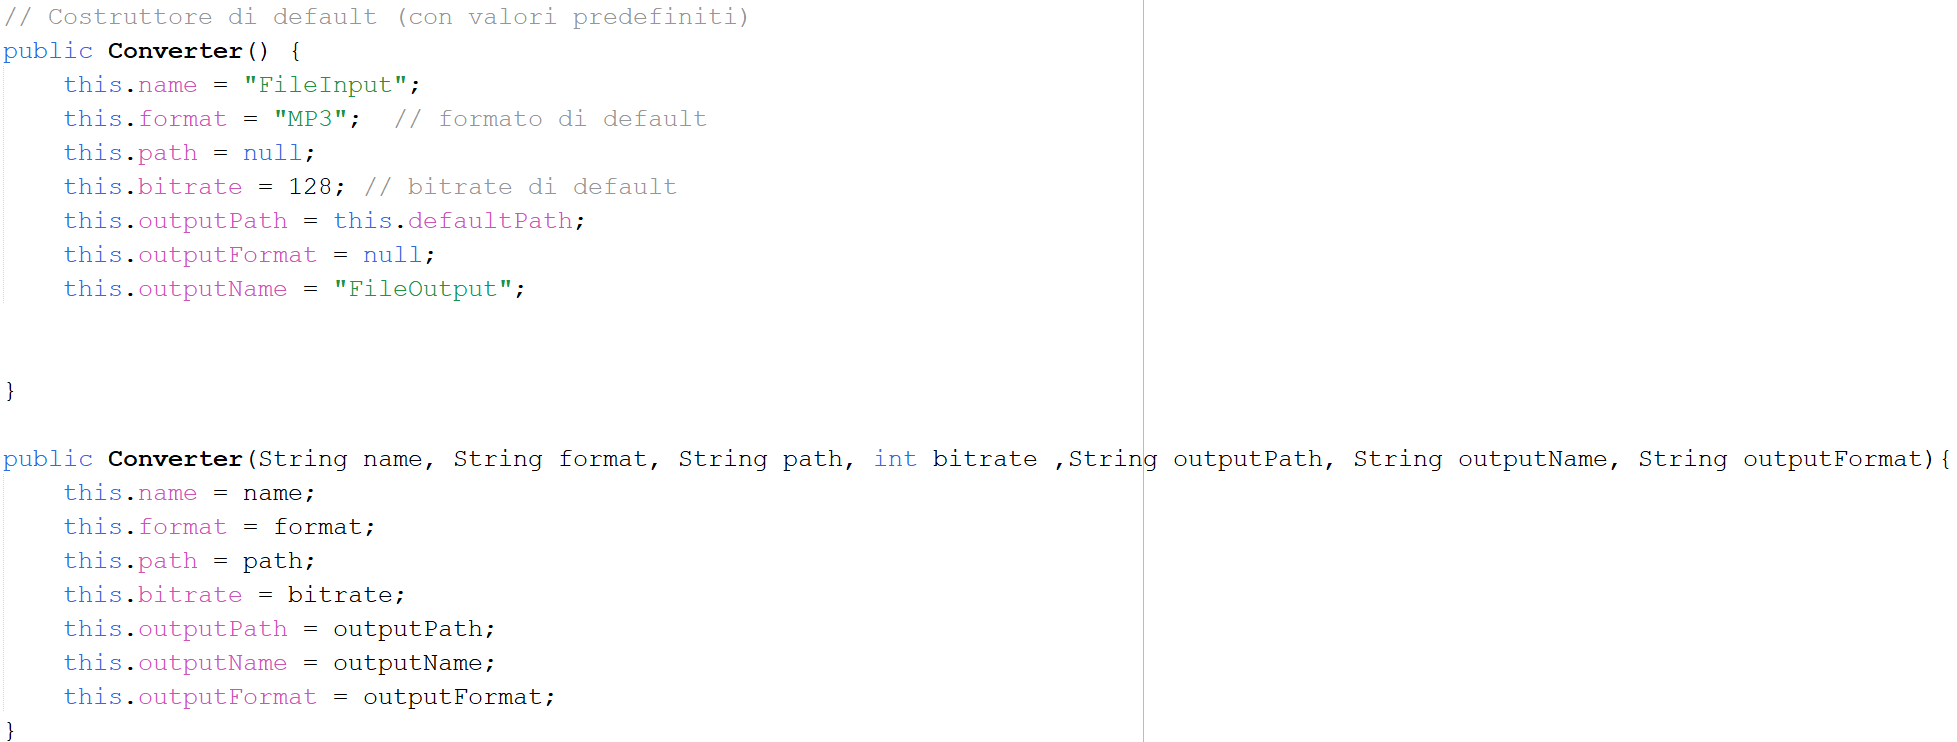 // Costruttore di default (con valori predefiniti)
public Converter() {
    this.name = "FileInput";
    this.format = "MP3";  // formato di default
    this.path = null;
    this.bitrate = 128; // bitrate di default
    this.outputPath = this.defaultPath;
    this.outputFormat = null;
    this.outputName = "FileOutput";
}
public Converter(String name, String format, String path, int bitrate ,String outputPath, String outputName, String outputFormat){
    this.name = name;
    this.format = format;
    this.path = path;
    this.bitrate = bitrate;
    this.outputPath = outputPath;
    this.outputName = outputName;
    this.outputFormat = outputFormat;
}